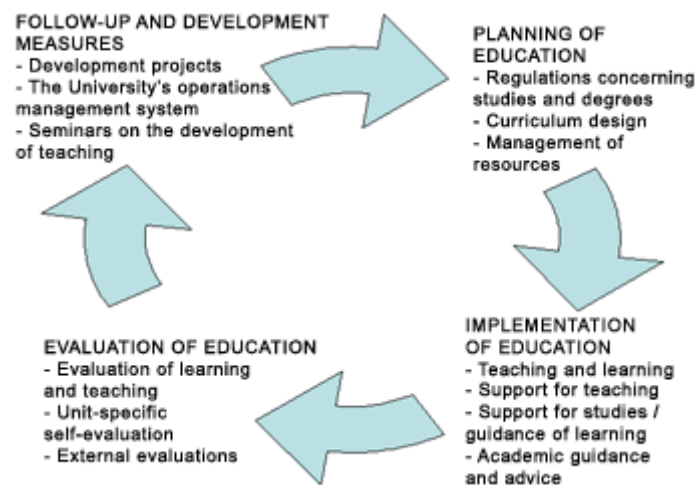 FOLLOW-UP AND DEVELOPMENT
MEASURES
- Development projects
- The University's operations
management system
- Seminars on the development
of teaching
PLANNING OF
EDUCATION
- Regulations concerning
studies and degrees
- Curriculum design
- Management of
resources
IMPLEMENTATION
OF EDUCATION
- Teaching and learning
- Support for teaching
- Support for studies /
guidance of learning
- Academic guidance
and advice
EVALUATION OF EDUCATION
- Evaluation of learning
and teaching
- Unit-specific
self-evaluation
- External evaluations